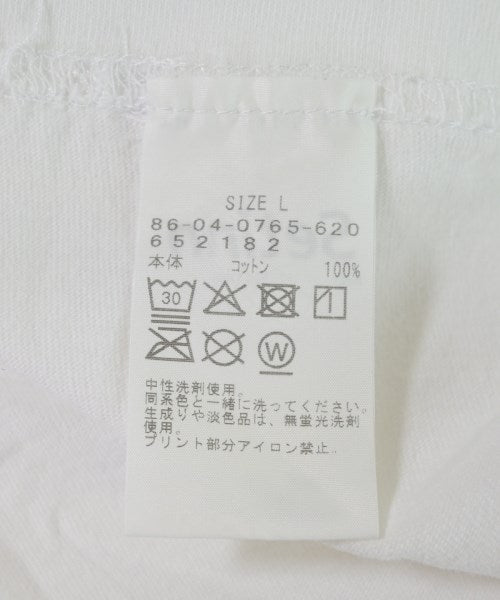 SIZE L
86-04-0765-620
652182
本体 コットン 100%
30
W
中性洗剤使用。
同系色と一緒に洗ってください。
生成りや淡色品は、無蛍光洗剤
使用。
プリント部分アイロン禁止.